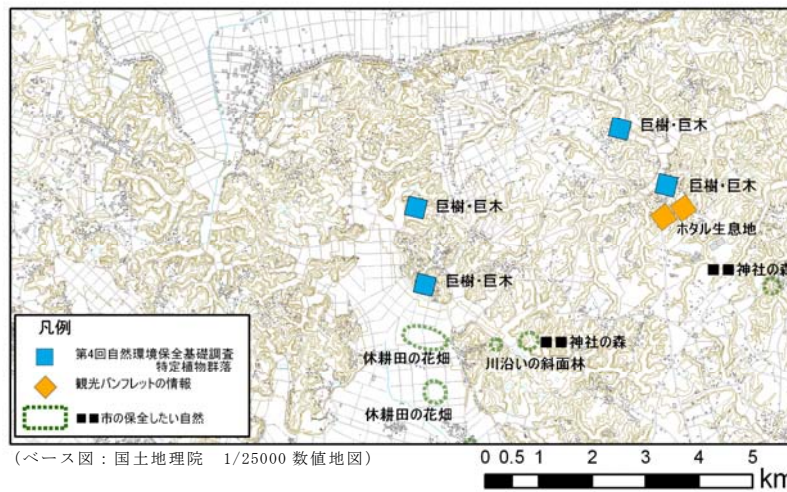 巨樹・巨木
巨樹・巨木
巨樹・巨木
ホタル生息地
■■神社の森
巨樹・巨木
■■神社の森
川沿いの斜面林
休耕田の花畑
休耕田の花畑
凡例
第4回自然環境保全基礎調査
特定植物群落
観光パンフレットの情報
■■市の保全したい自然
(ベース図:国土地理院 1/25000 数値地図)
0 0.5 1 2 3 4 5
km